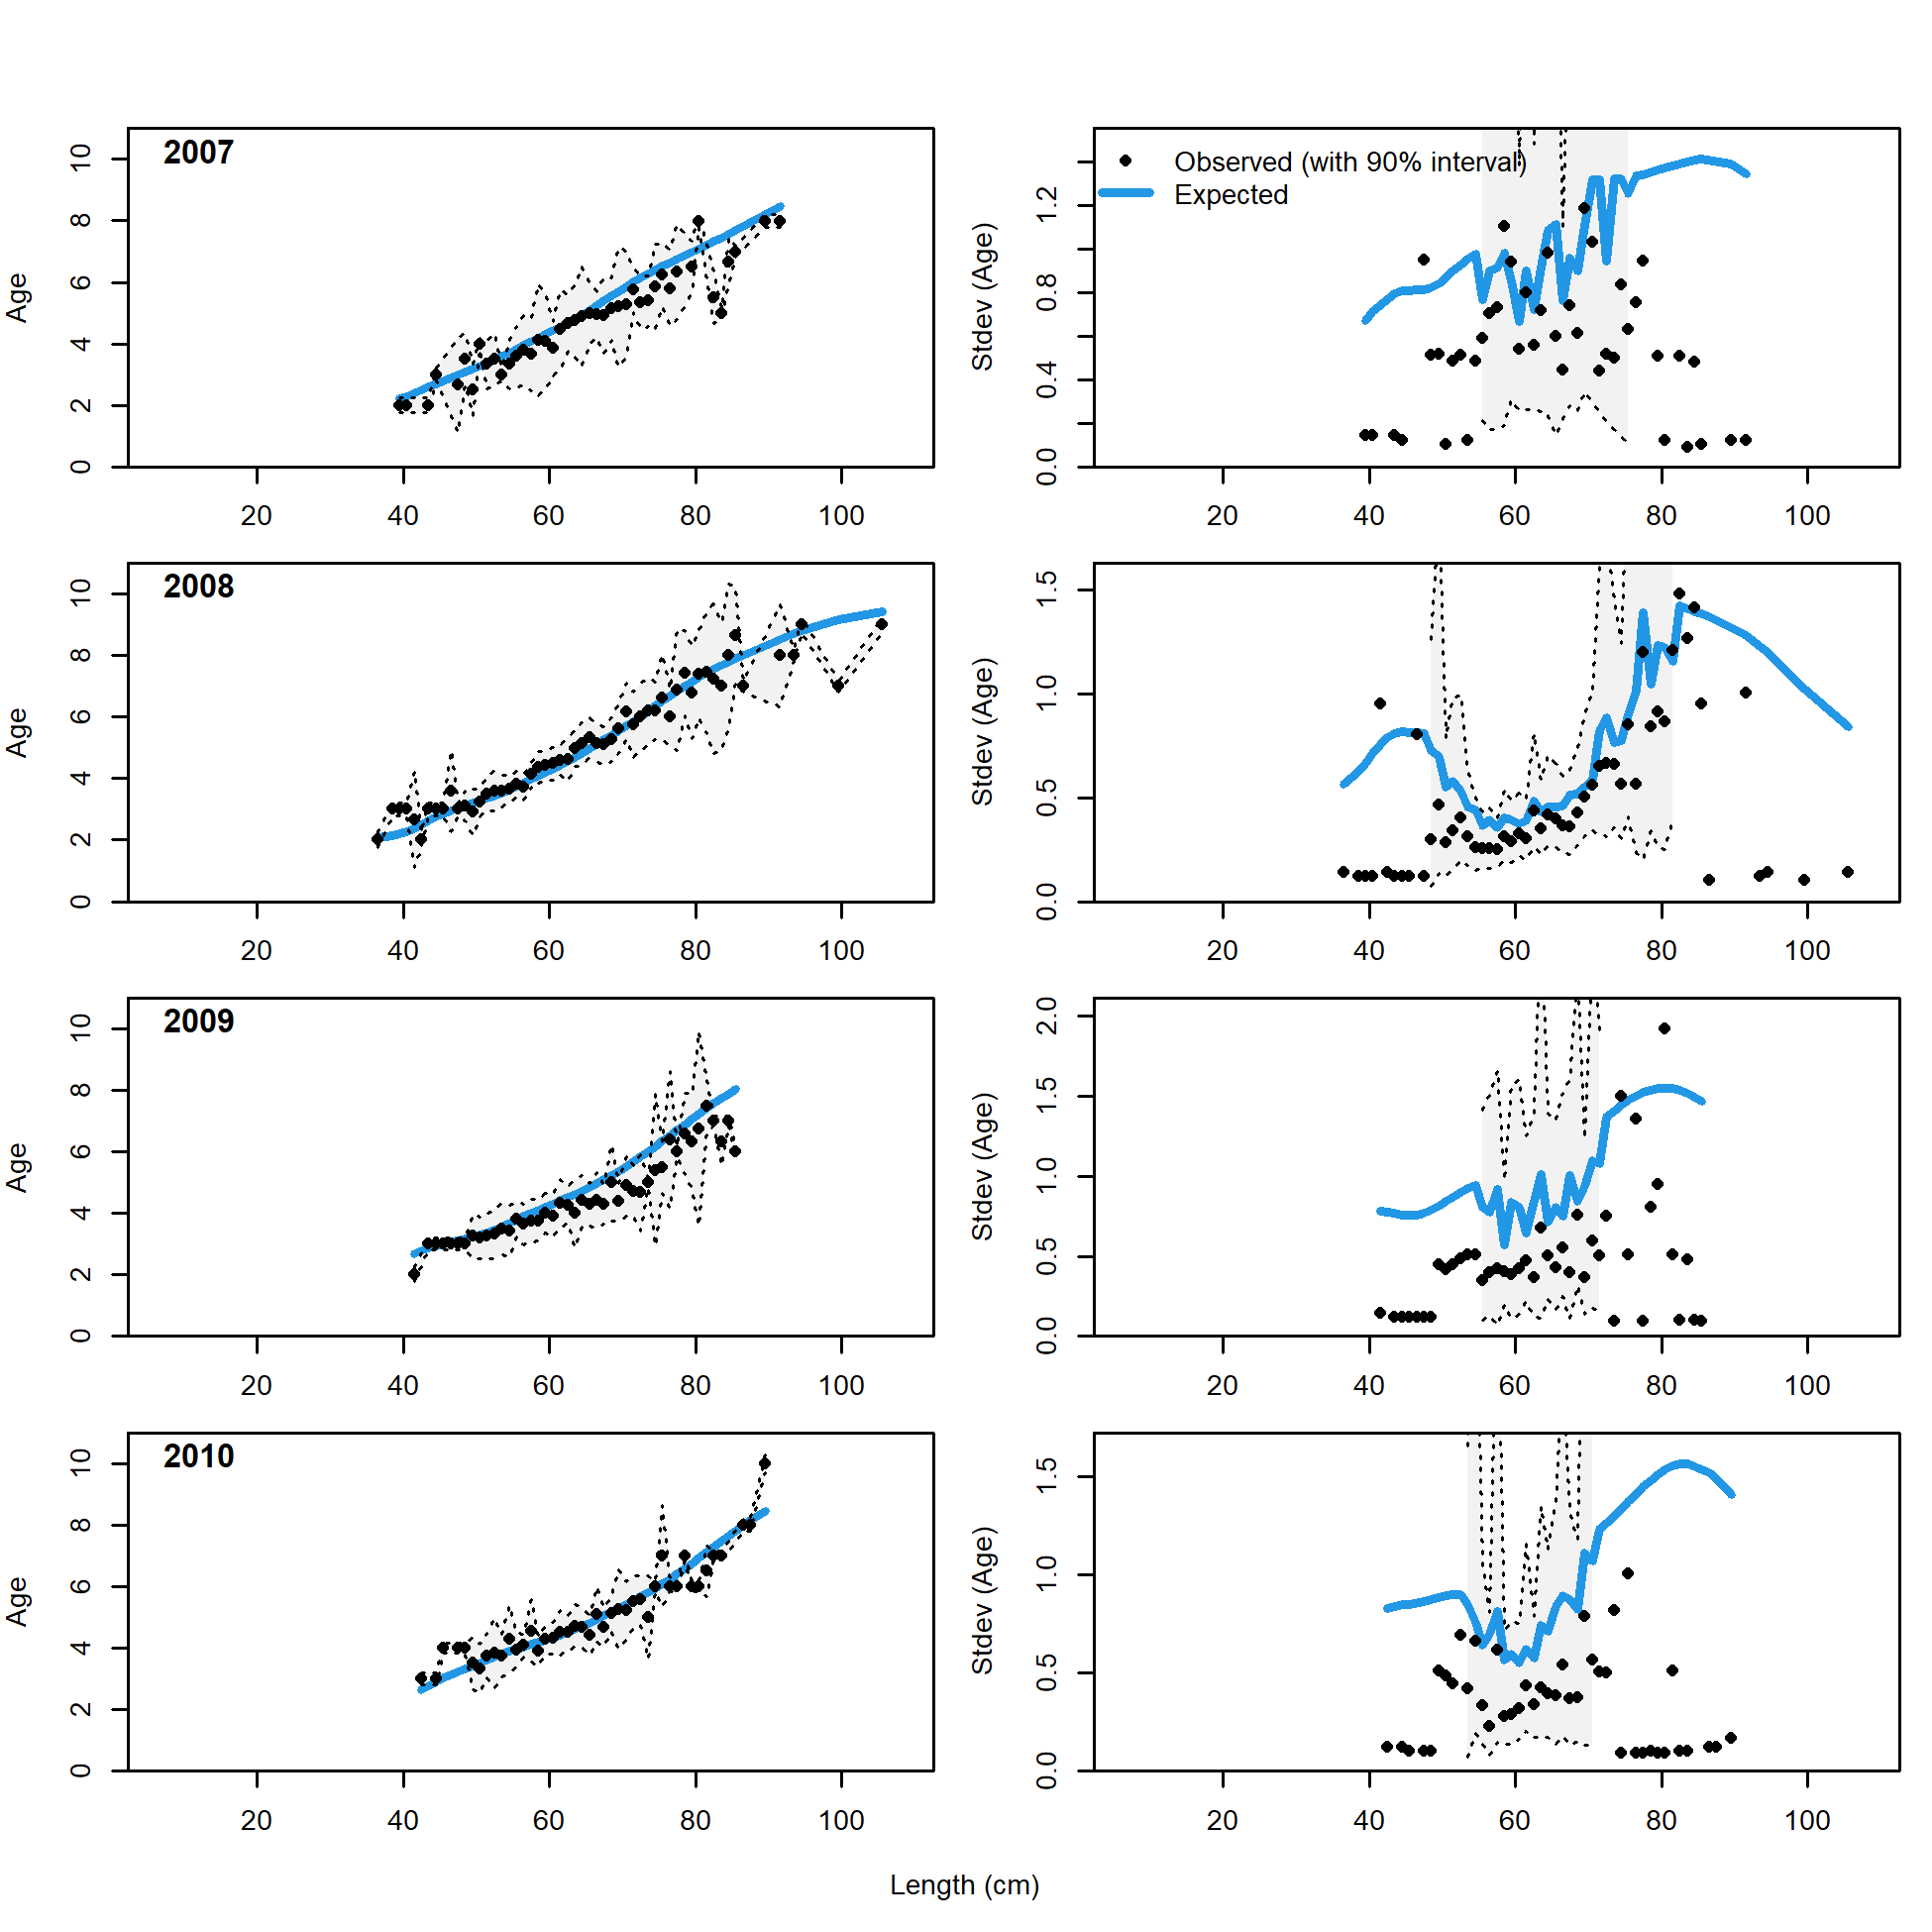 2007
Age
0 2 4 6 8 10
20 40 60 80 100
Observed (with 90% interval)
Expected
Stdev (Age)
0.0 0.4 0.8 1.2
20 40 60 80 100
2008
Age
0 2 4 6 8 10
20 40 60 80 100
Stdev (Age)
0.0 0.5 1.0 1.5
20 40 60 80 100
2009
Age
0 2 4 6 8 10
20 40 60 80 100
Stdev (Age)
0.0 0.5 1.0 1.5 2.0
20 40 60 80 100
2010
Age
0 2 4 6 8 10
20 40 60 80 100
Stdev (Age)
0.0 0.5 1.0 1.5
20 40 60 80 100
Length (cm)